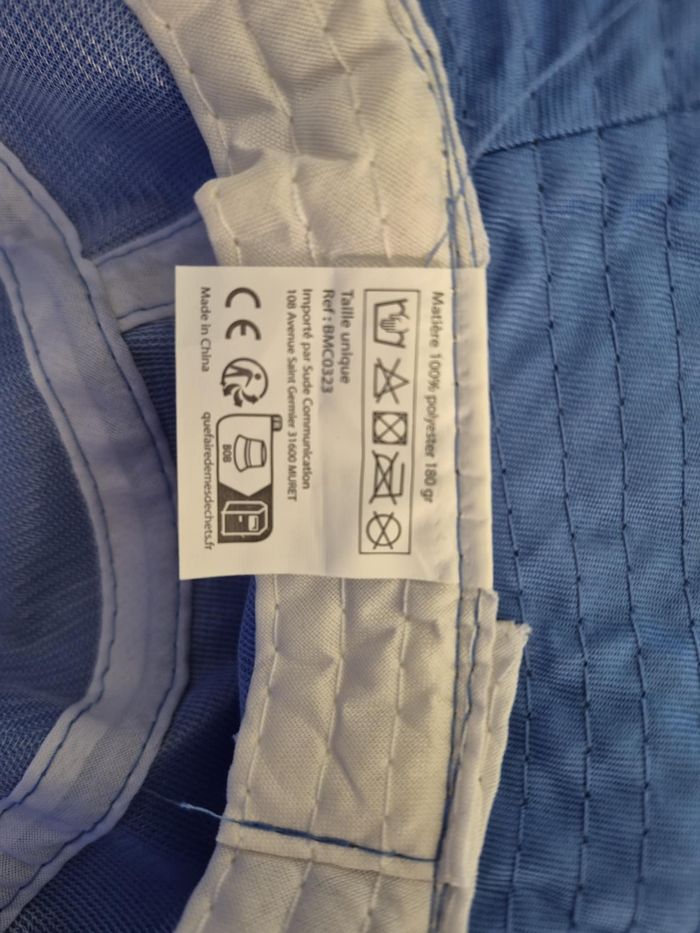 Matière 100% polyester 180 gr
Taille unique
Ref : BMC0323
Importé par Sude Communication
108 Avenue Saint Germier 31600 MURET
CE
FR
BOB
Made in China
quefairedemesdechets.fr